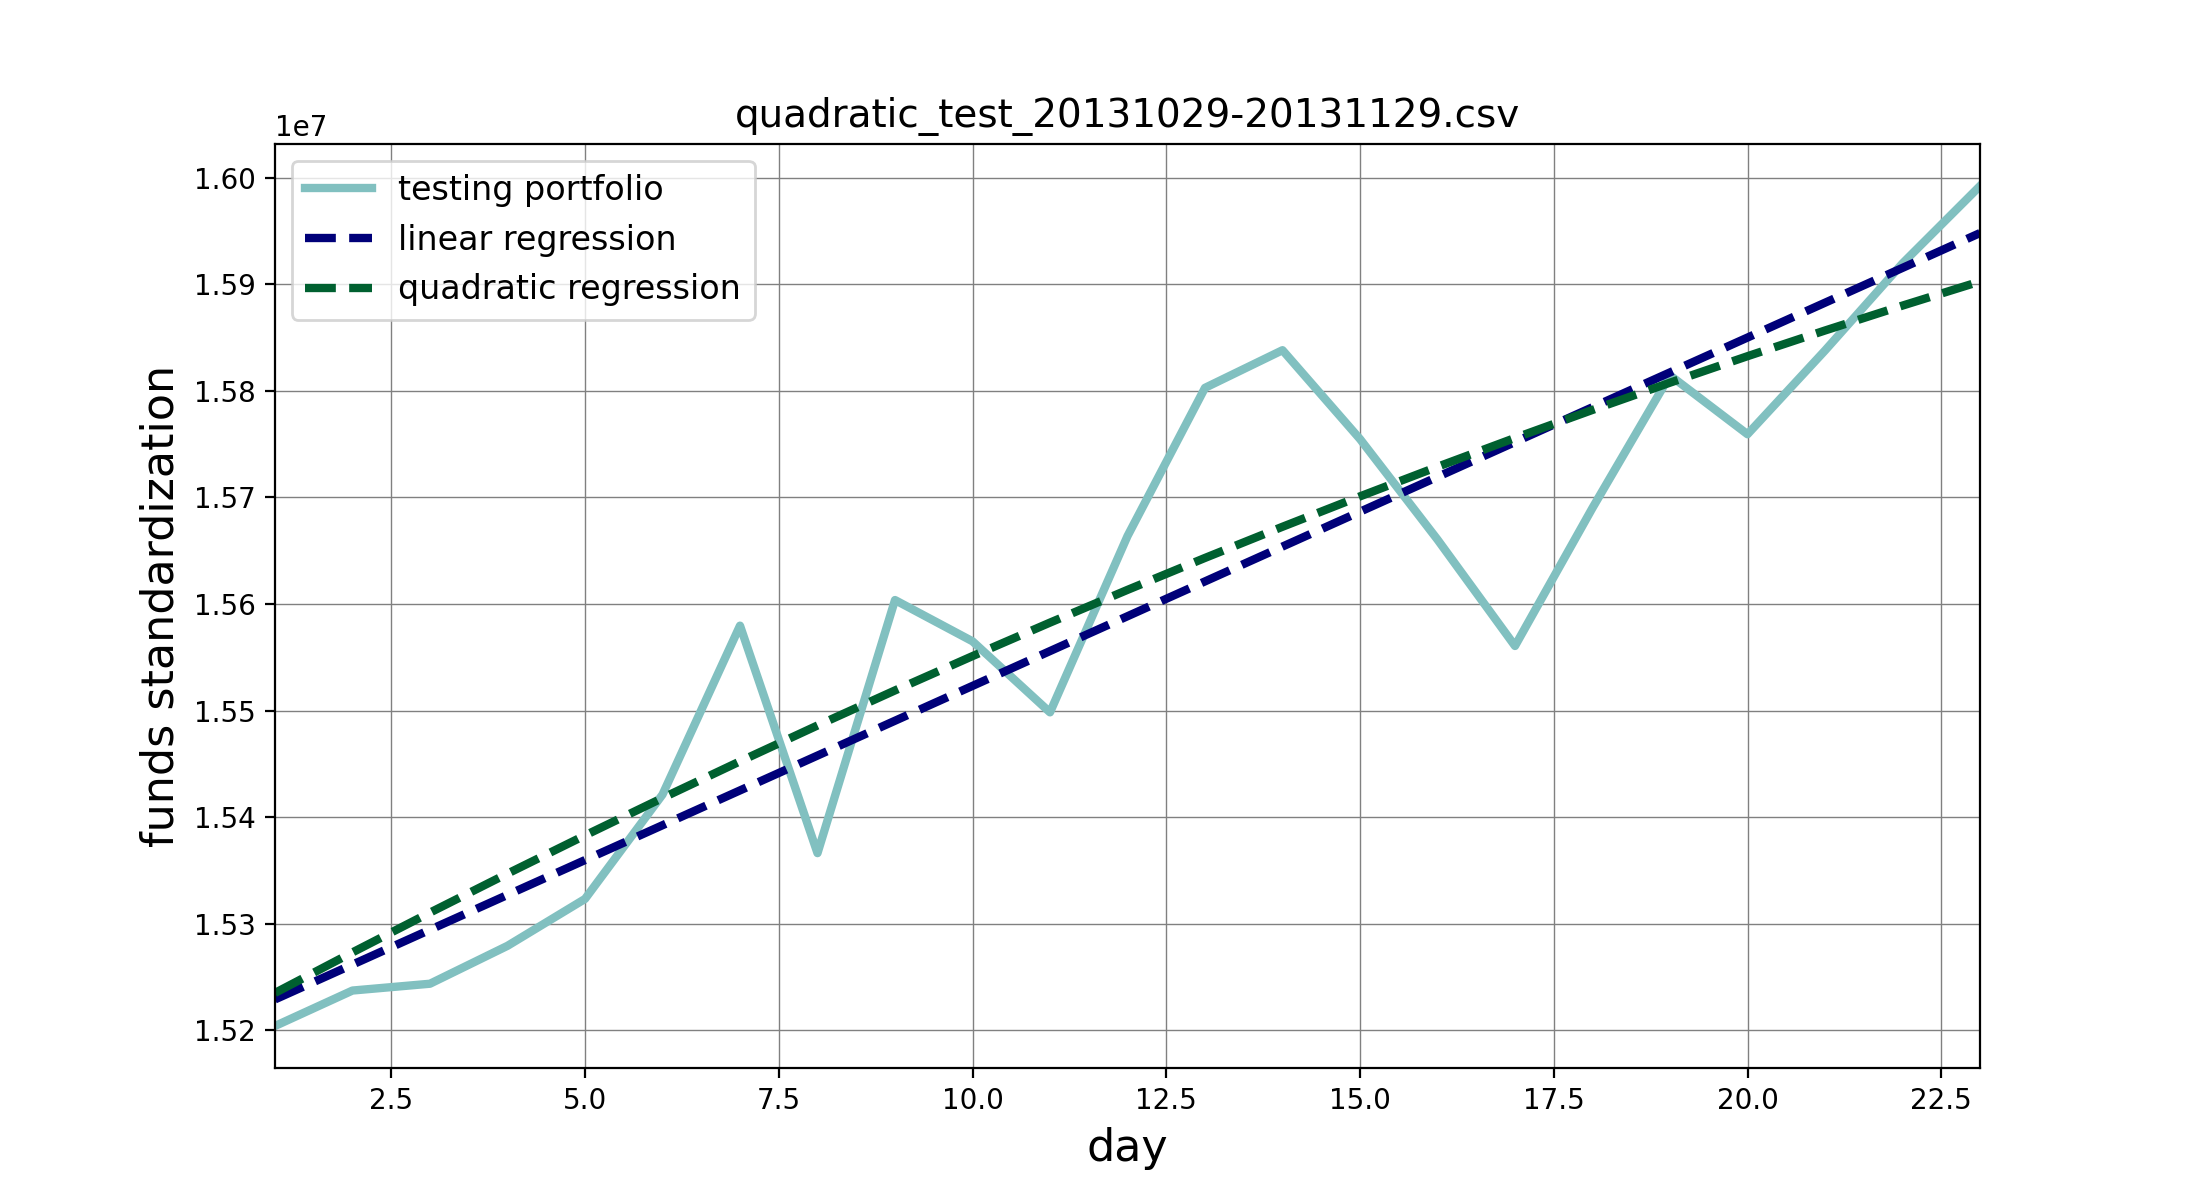 quadratic_test_20131029-20131129.csv
1e7
testing portfolio
linear regression
quadratic regression
funds standardization
1.60
1.59
1.58
1.57
1.56
1.55
1.54
1.53
1.52
2.5 5.0 7.5 10.0 12.5 15.0 17.5 20.0 22.5
day